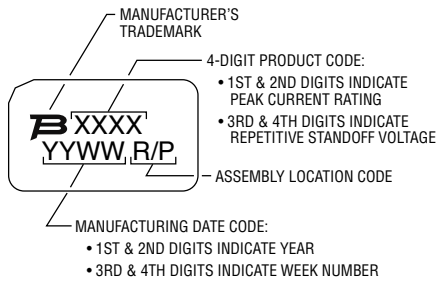 MANUFACTURER'S
TRADEMARK
4-DIGIT PRODUCT CODE:
• 1ST & 2ND DIGITS INDICATE
PEAK CURRENT RATING
• 3RD & 4TH DIGITS INDICATE
REPETITIVE STANDOFF VOLTAGE
B XXXX
YYWW R/P
ASSEMBLY LOCATION CODE
MANUFACTURING DATE CODE:
• 1ST & 2ND DIGITS INDICATE YEAR
• 3RD & 4TH DIGITS INDICATE WEEK NUMBER